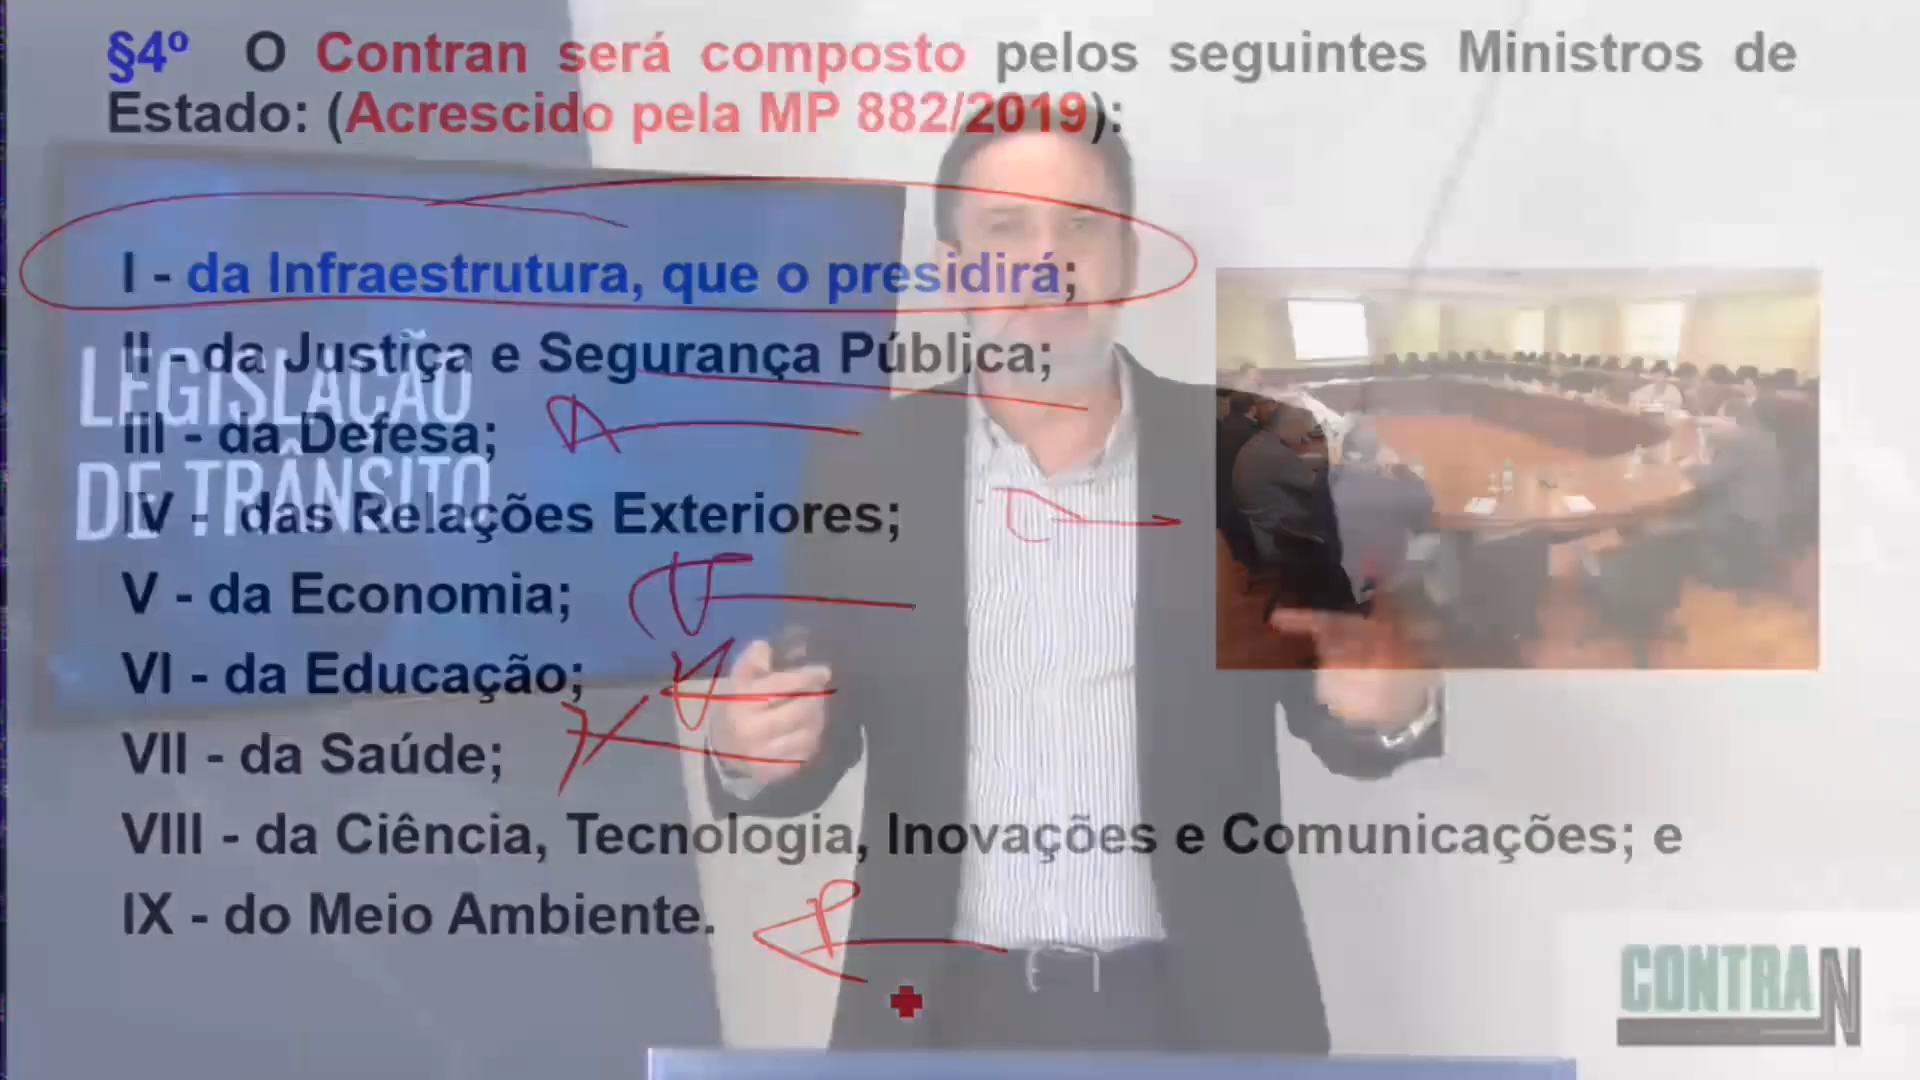 §4º O Contran será composto pelos seguintes Ministros de
Estado: (Acrescido pela MP 882/2019):
I - da Infraestrutura, que o presidirá;
II - da Justiça e Segurança Pública;
III - da Defesa;
IV - das Relações Exteriores;
V - da Economia;
VI - da Educação;
VII - da Saúde;
VIII - da Ciência, Tecnologia, Inovações e Comunicações; e
IX - do Meio Ambiente.
LEGISLAÇÃO
DE TRÂNSITO
CONTRAN